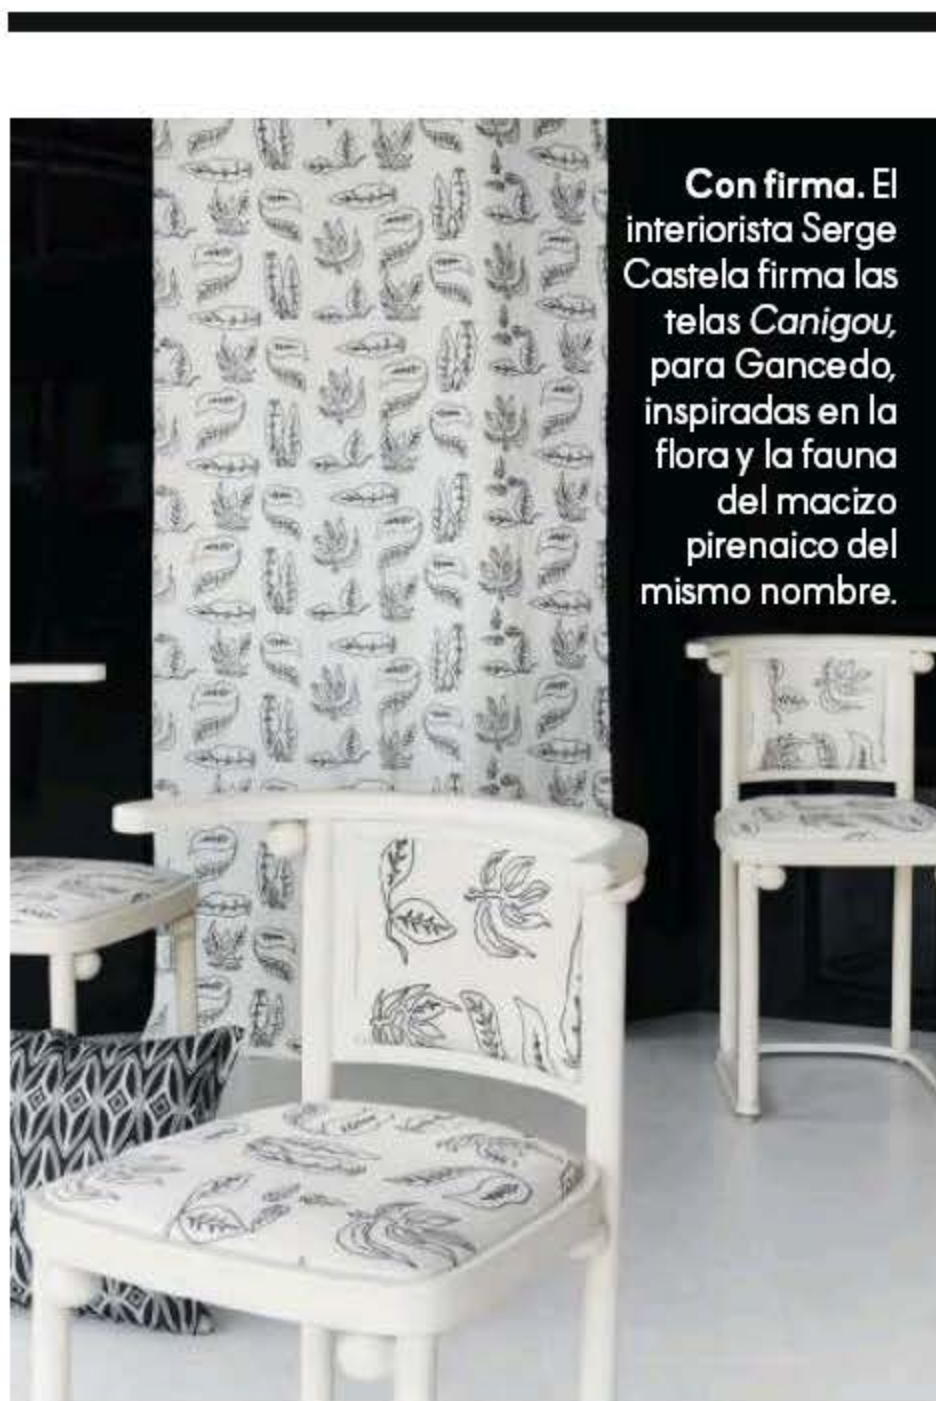 Con firma. El
interiorista Serge
Castela firma las
telas Canigou,
para Gancedo,
inspiradas en la
flora y la fauna
del macizo
pirenaico del
mismo nombre.